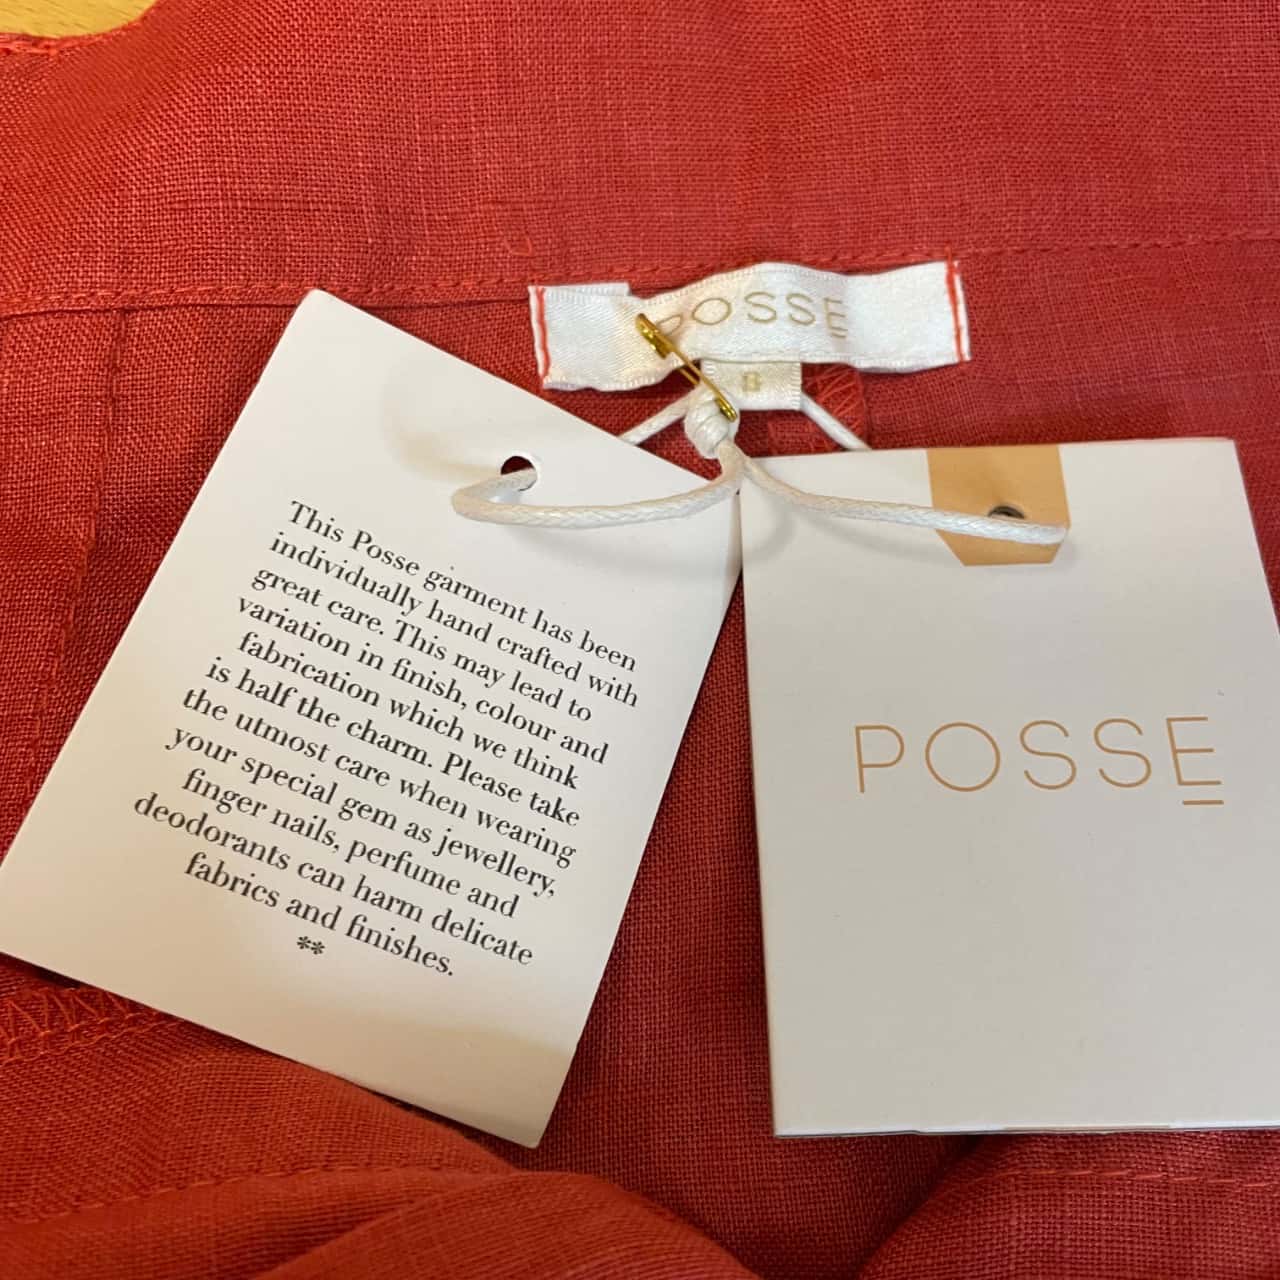 POSSE
This Posse garment has been
individually hand crafted with
great care. This may lead to
variation in finish, colour and
fabrication which we think
is half the charm. Please take
the utmost care when wearing
your special gem as jewellery,
finger nails, perfume and
deodorants can harm delicate
fabrics and finishes.
**
POSSE